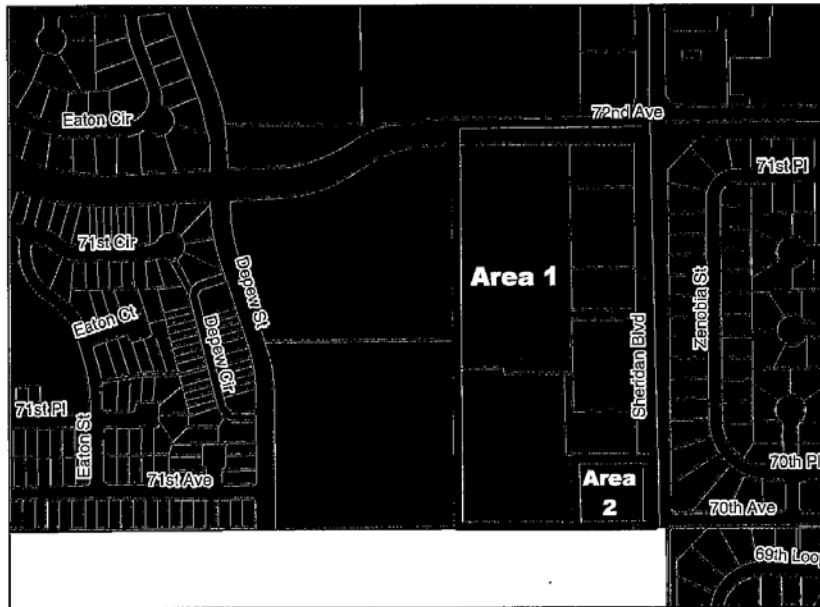 Eaton Cir
72nd Ave
71st Pl
71st Cir
Depew St
Area 1
Zenobia St
Eaton Ct
Depew Cir
Sheridan Blvd
71st Pl
Eaton St
71st Ave
Area
2
70th Pl
70th Ave
69th Loop